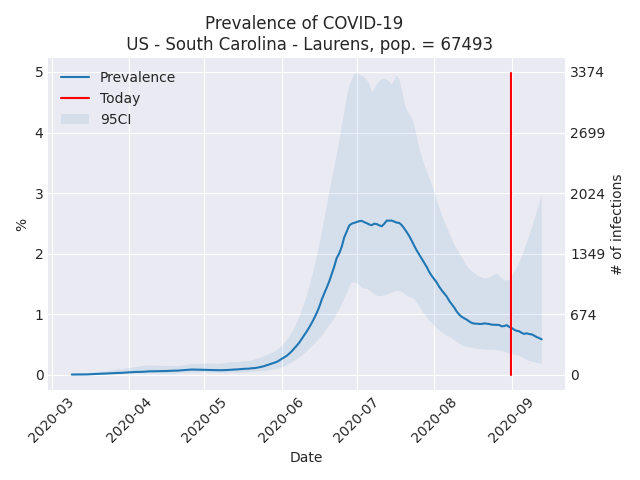 Prevalence of COVID-19
US - South Carolina - Laurens, pop. = 67493
Prevalence
Today
95CI
5
4
3
2
1
0
%
3374
2699
2024
1349
674
0
# of infections
2020-03
2020-04
2020-05
2020-06
2020-07
2020-08
2020-09
Date